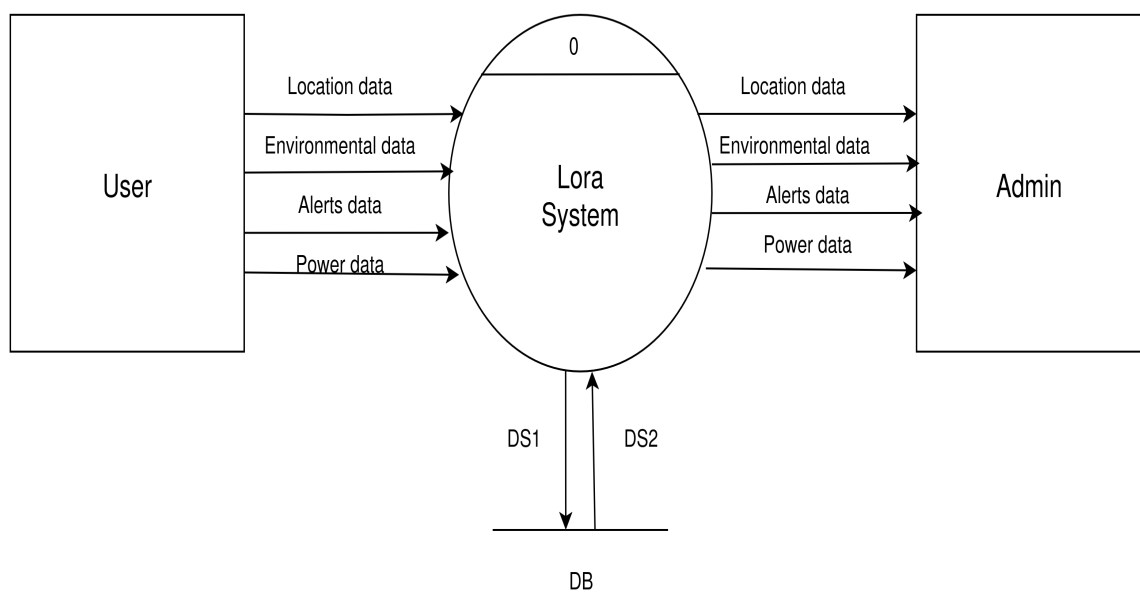 0
Location data
Environmental data
Alerts data
Power data
User
Lora
System
Location data
Environmental data
Alerts data
Power data
Admin
DS1
DS2
DB